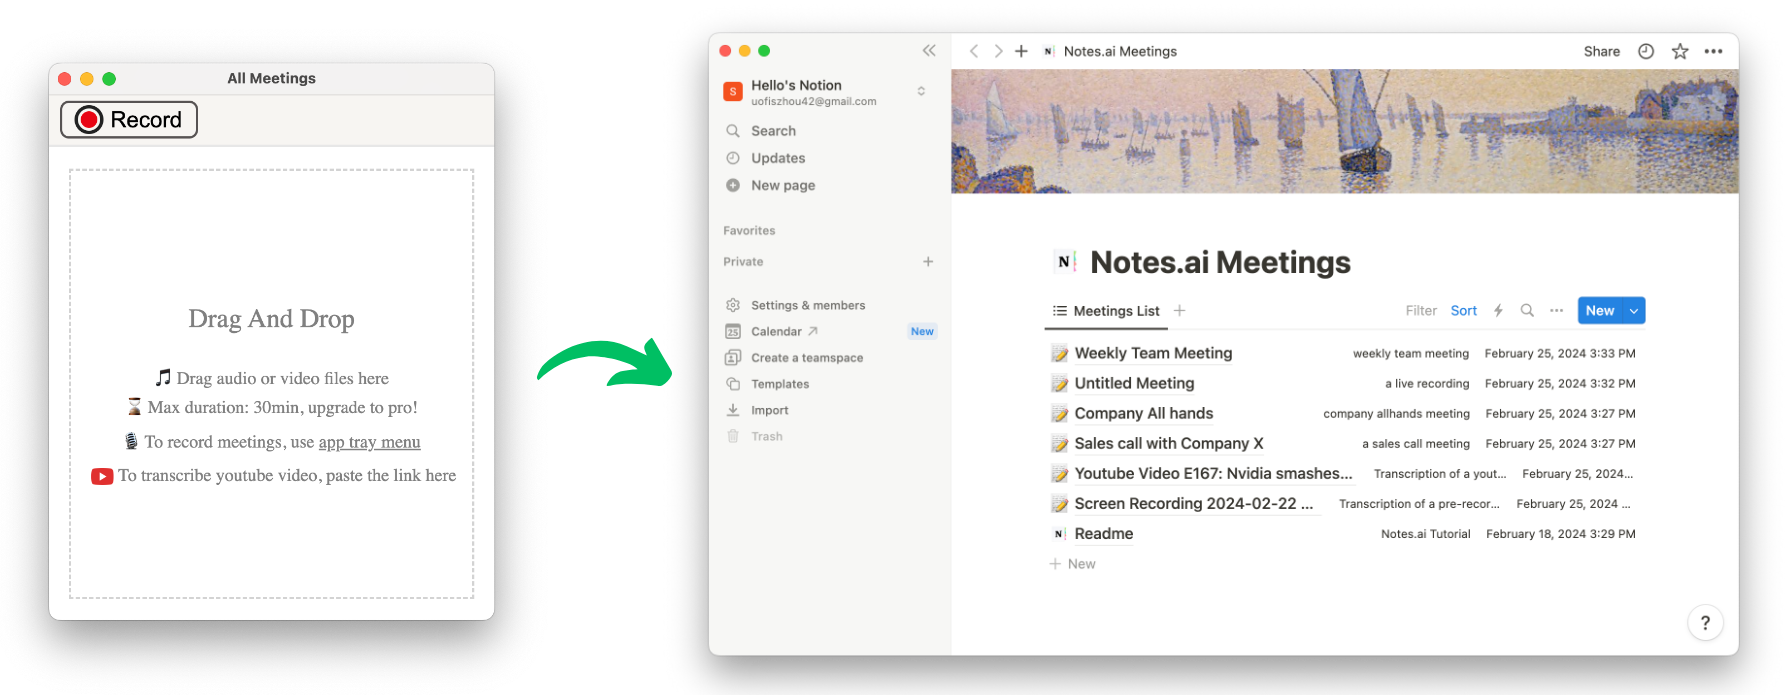 All Meetings
Record
Drag And Drop
Drag audio or video files here
Max duration: 30min, upgrade to pro!
To record meetings, use app tray menu
To transcribe youtube video, paste the link here
N Notes.ai Meetings
Share
S Hello's Notion
uofiszhou42@gmail.com
Search
Updates
New page
Favorites
Private
Settings & members
25 Calendar ↗ New
Create a teamspace
Templates
Import
Trash
N Notes.ai Meetings
Meetings List
Filter Sort New
Weekly Team Meeting weekly team meeting February 25, 2024 3:33 PM
Untitled Meeting a live recording February 25, 2024 3:32 PM
Company All hands company allhands meeting February 25, 2024 3:27 PM
Sales call with Company X a sales call meeting February 25, 2024 3:27 PM
Youtube Video E167: Nvidia smashes... Transcription of a yout... February 25, 2024...
Screen Recording 2024-02-22 ... Transcription of a pre-recor... February 25, 2024 ...
N Readme Notes.ai Tutorial February 18, 2024 3:29 PM
+ New
?